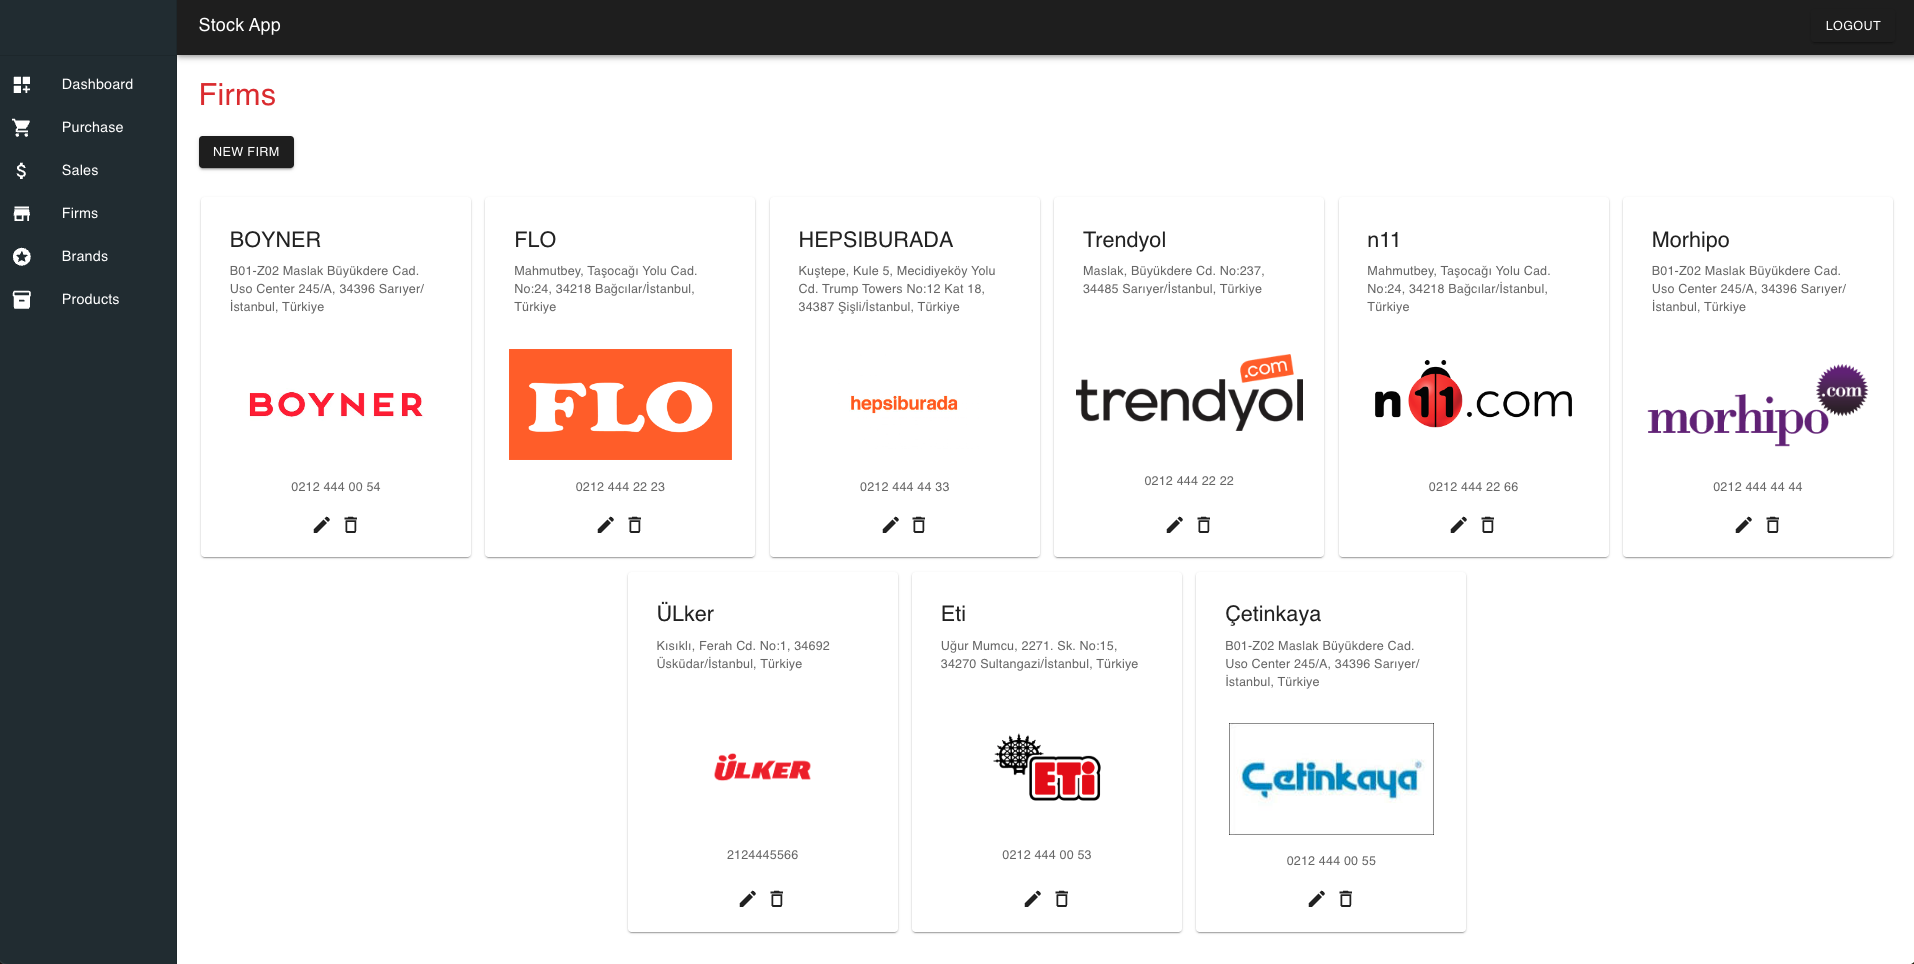 Stock App
LOGOUT
Dashboard
Purchase
Sales
Firms
Brands
Products
Firms
NEW FIRM
BOYNER
B01-Z02 Maslak Büyükdere Cad.
Uso Center 245/A, 34396 Sarıyer/
İstanbul, Türkiye
BOYNER
0212 444 00 54
FLO
Mahmutbey, Taşocağı Yolu Cad.
No:24, 34218 Bağcılar/İstanbul,
Türkiye
FLO
0212 444 22 23
HEPSIBURADA
Kuştepe, Kule 5, Mecidiyeköy Yolu
Cd. Trump Towers No:12 Kat 18,
34387 Şişli/İstanbul, Türkiye
hepsiburada
0212 444 44 33
Trendyol
Maslak, Büyükdere Cd. No:237,
34485 Sarıyer/İstanbul, Türkiye
.com
trendyol
0212 444 22 22
n11
Mahmutbey, Taşocağı Yolu Cad.
No:24, 34218 Bağcılar/İstanbul,
Türkiye
n11.com
0212 444 22 66
Morhipo
B01-Z02 Maslak Büyükdere Cad.
Uso Center 245/A, 34396 Sarıyer/
İstanbul, Türkiye
.com
morhipo
0212 444 44 44
ÜLker
Kısıklı, Ferah Cd. No:1, 34692
Üsküdar/İstanbul, Türkiye
ÜLKER
2124445566
Eti
Uğur Mumcu, 2271. Sk. No:15,
34270 Sultangazi/İstanbul, Türkiye
ETi
0212 444 00 53
Çetinkaya
B01-Z02 Maslak Büyükdere Cad.
Uso Center 245/A, 34396 Sarıyer/
İstanbul, Türkiye
Çetinkaya®
0212 444 00 55